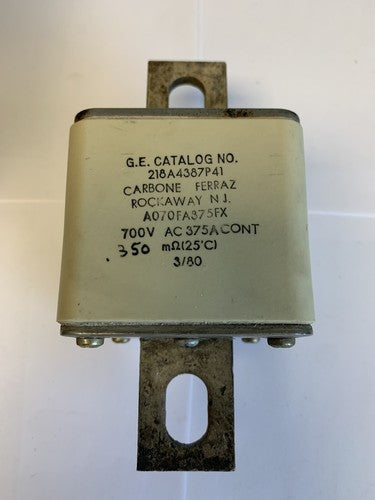 G.E. CATALOG NO.
218A4387P41
CARBONE FERRAZ
ROCKAWAY N.J.
A070FA375FX
700V AC 375A CONT
.350 mΩ(25°C)
3/80